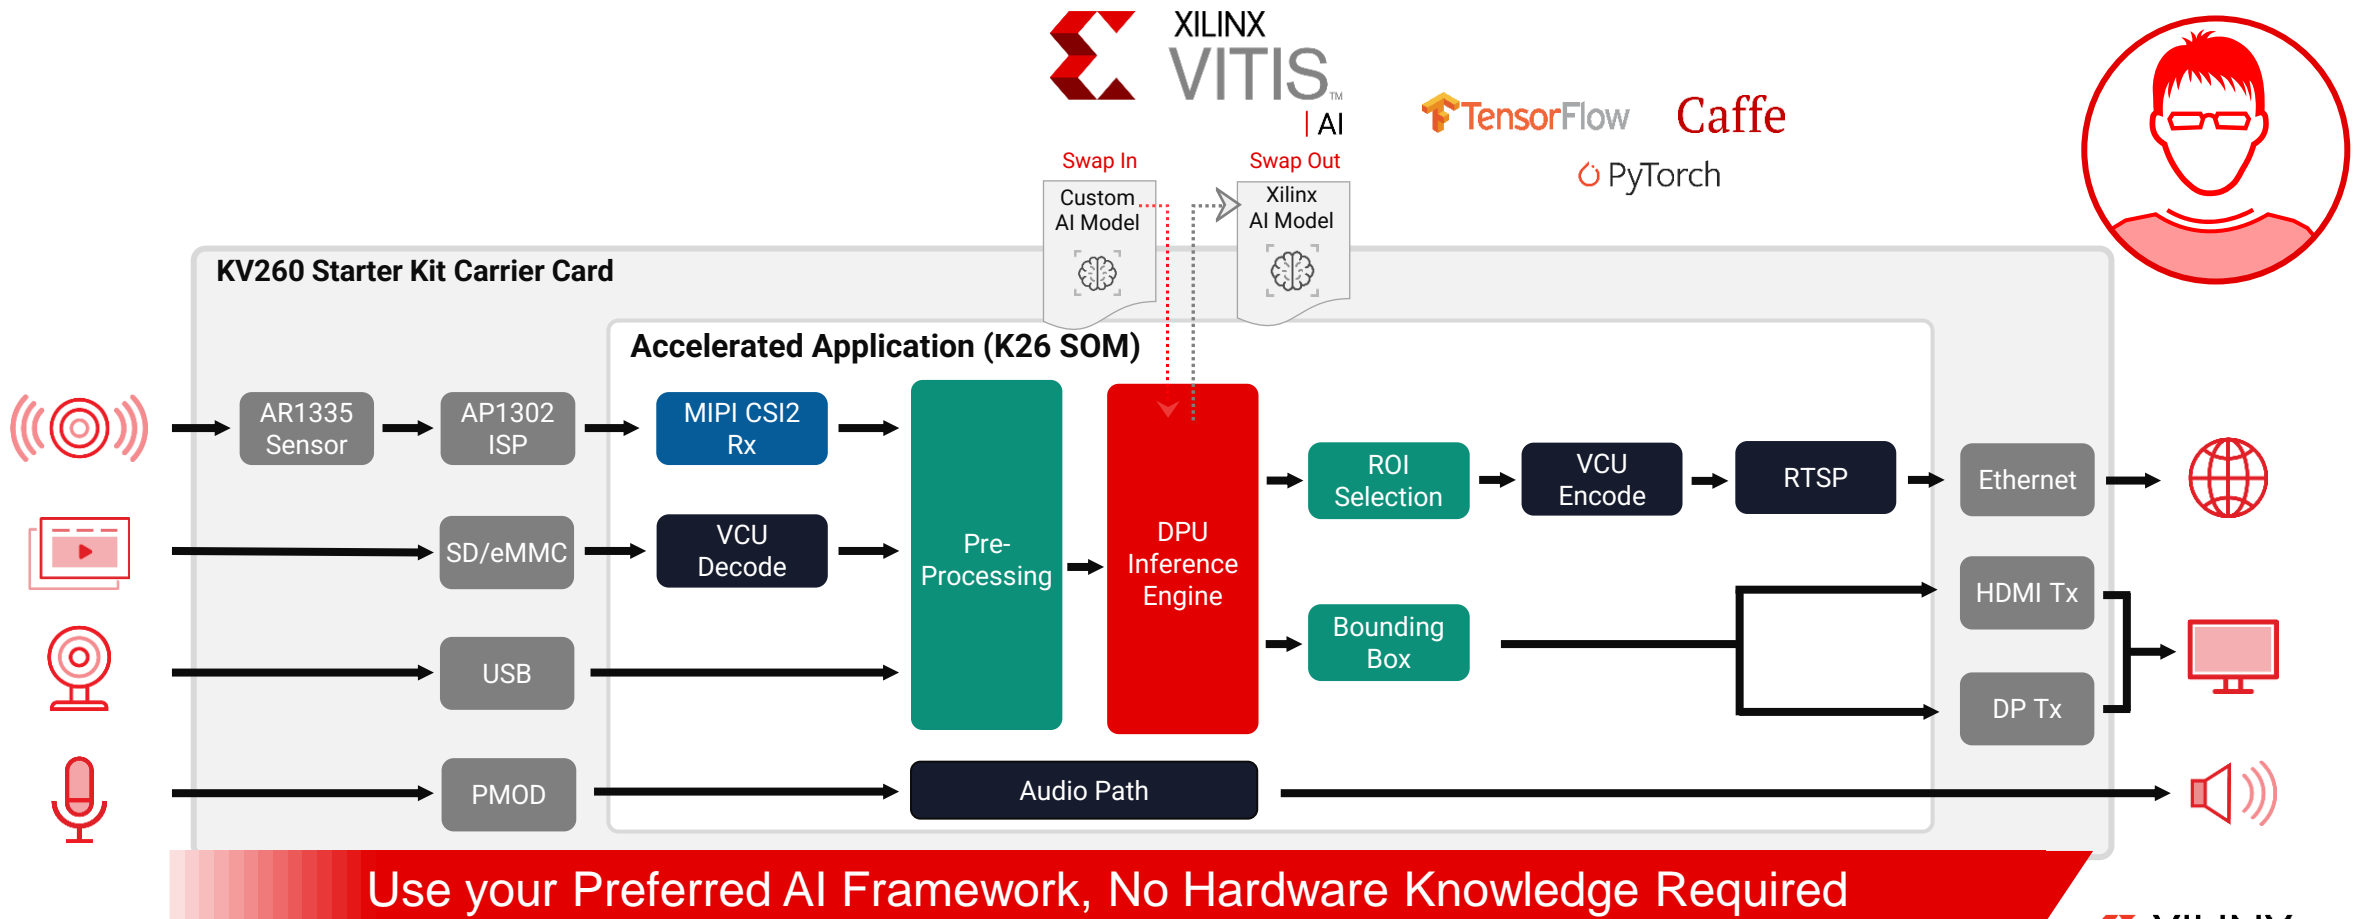 XILINX
VITIS™
| AI
TensorFlow
Caffe
PyTorch
Swap In
Swap Out
Custom
AI Model
Xilinx
AI Model
KV260 Starter Kit Carrier Card
Accelerated Application (K26 SOM)
AR1335
Sensor
AP1302
ISP
MIPI CSI2
Rx
SD/eMMC
VCU
Decode
USB
PMOD
Pre-
Processing
DPU
Inference
Engine
Audio Path
ROI
Selection
VCU
Encode
RTSP
Ethernet
Bounding
Box
HDMI Tx
DP Tx
Use your Preferred AI Framework, No Hardware Knowledge Required
XILINX